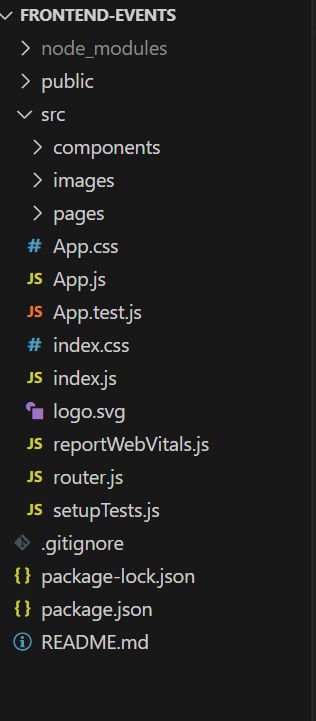 FRONTEND-EVENTS
node_modules
public
src
components
images
pages
# App.css
JS App.js
JS App.test.js
# index.css
JS index.js
logo.svg
JS reportWebVitals.js
JS router.js
JS setupTests.js
.gitignore
{} package-lock.json
{} package.json
README.md